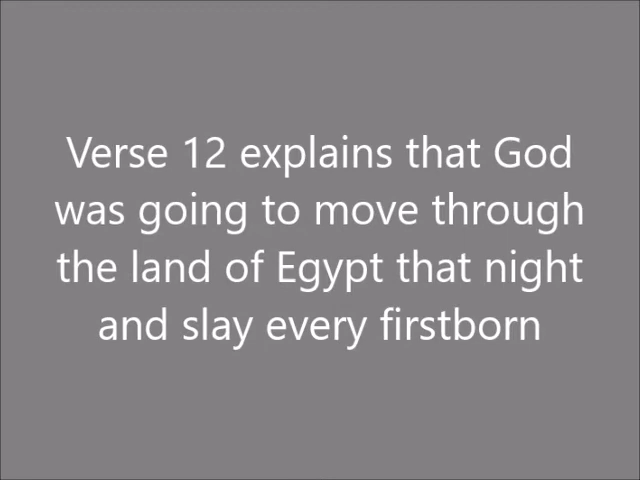 Verse 12 explains that God
was going to move through
the land of Egypt that night
and slay every firstborn